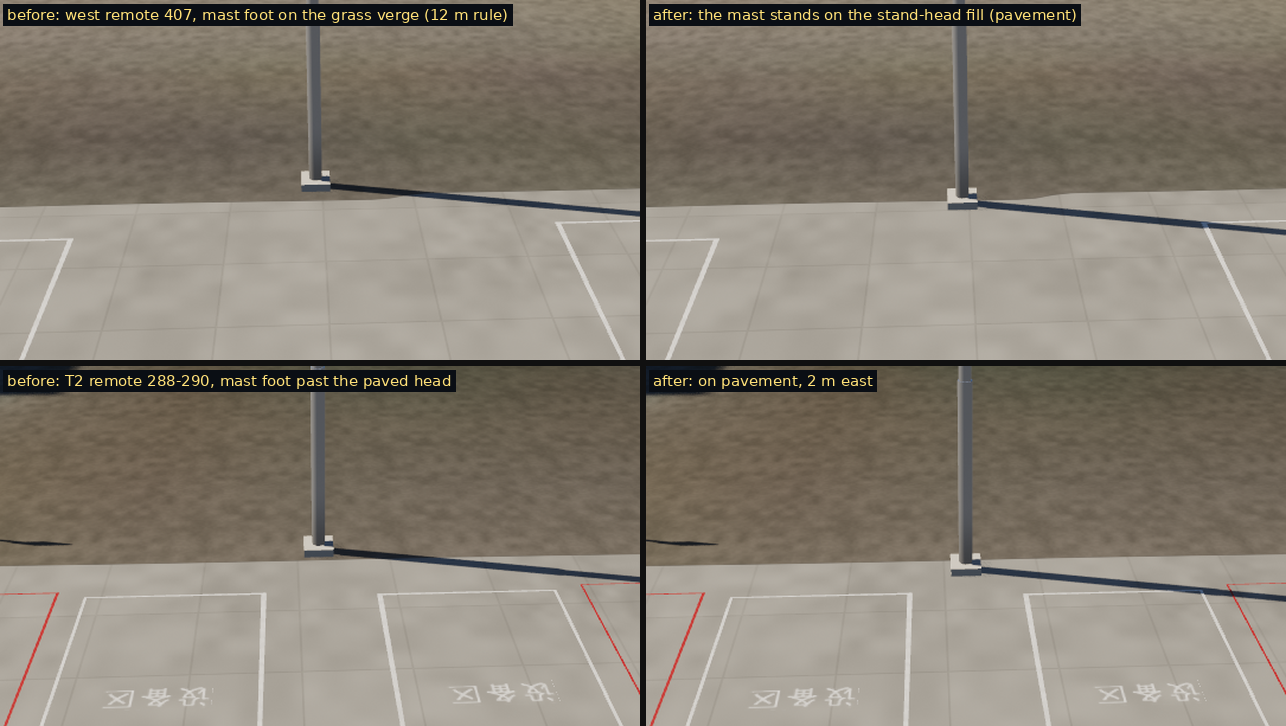 before: west remote 407, mast foot on the grass verge (12 m rule)
after: the mast stands on the stand-head fill (pavement)
before: T2 remote 288-290, mast foot past the paved head
after: on pavement, 2 m east
设备区
设备区
设备区
设备区